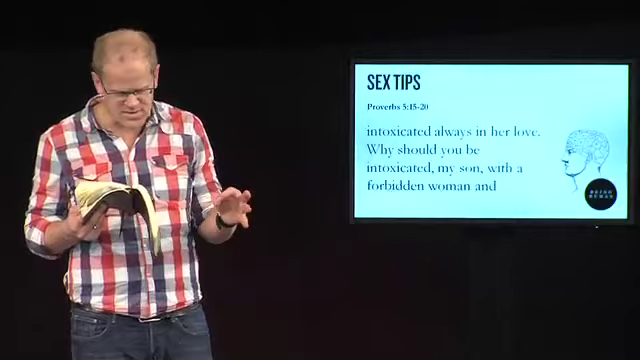 SEX TIPS
Proverbs 5:15-20
intoxicated always in her love.
Why should you be
intoxicated, my son, with a
forbidden woman and